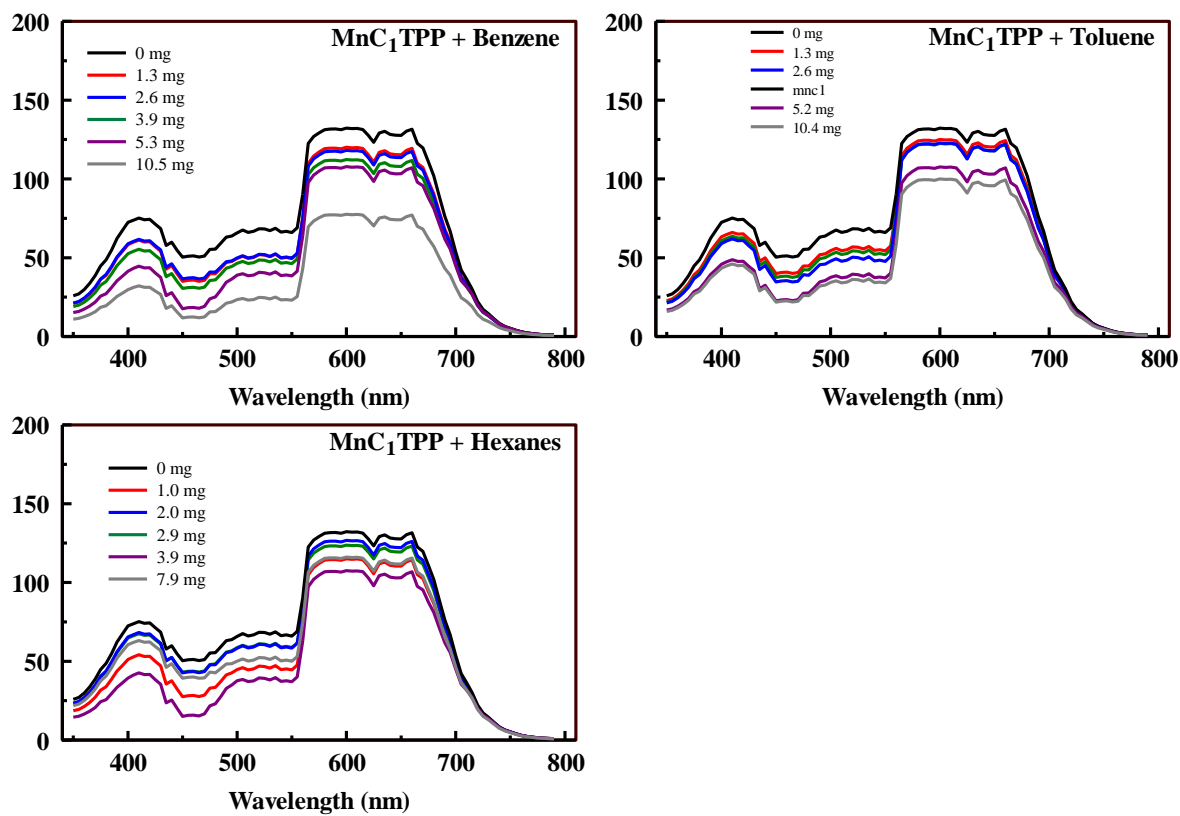 MnC₁TPP + Benzene
200
150
100
50
0
0 mg
1.3 mg
2.6 mg
3.9 mg
5.3 mg
10.5 mg
400 500 600 700 800
Wavelength (nm)
MnC₁TPP + Toluene
200
150
100
50
0
0 mg
1.3 mg
2.6 mg
mnc1
5.2 mg
10.4 mg
400 500 600 700 800
Wavelength (nm)
MnC₁TPP + Hexanes
200
150
100
50
0
0 mg
1.0 mg
2.0 mg
2.9 mg
3.9 mg
7.9 mg
400 500 600 700 800
Wavelength (nm)